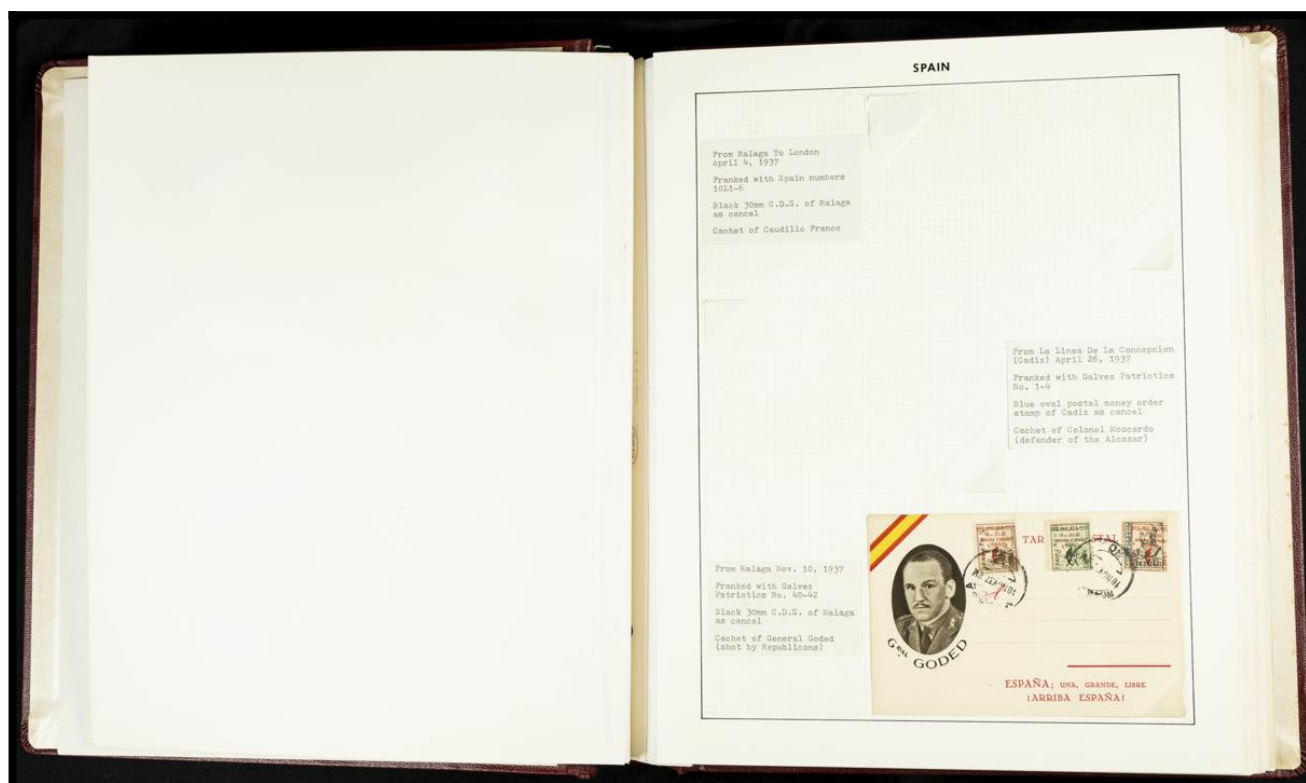 SPAIN
From Malaga To London
April 4, 1937
Franked with Spain numbers
10L1-6
Black 30mm C.D.S. of Malaga
as cancel
Cachet of Caudillo Franco
From La Linea De La Concepcion
(Cadiz) April 26, 1937
Franked with Galvez Patriotics
No. 1-4
Blue oval postal money order
stamp of Cadiz as cancel
Cachet of Colonel Moscardo
(defender of the Alcazar)
From Malaga Nov. 10, 1937
Franked with Galvez
Patriotics No. 40-42
Black 30mm C.D.S. of Malaga
as cancel
Cachet of General Goded
(shot by Republicans)
GRAL. GODED
ESPAÑA; UNA, GRANDE, LIBRE
¡ARRIBA ESPAÑA!